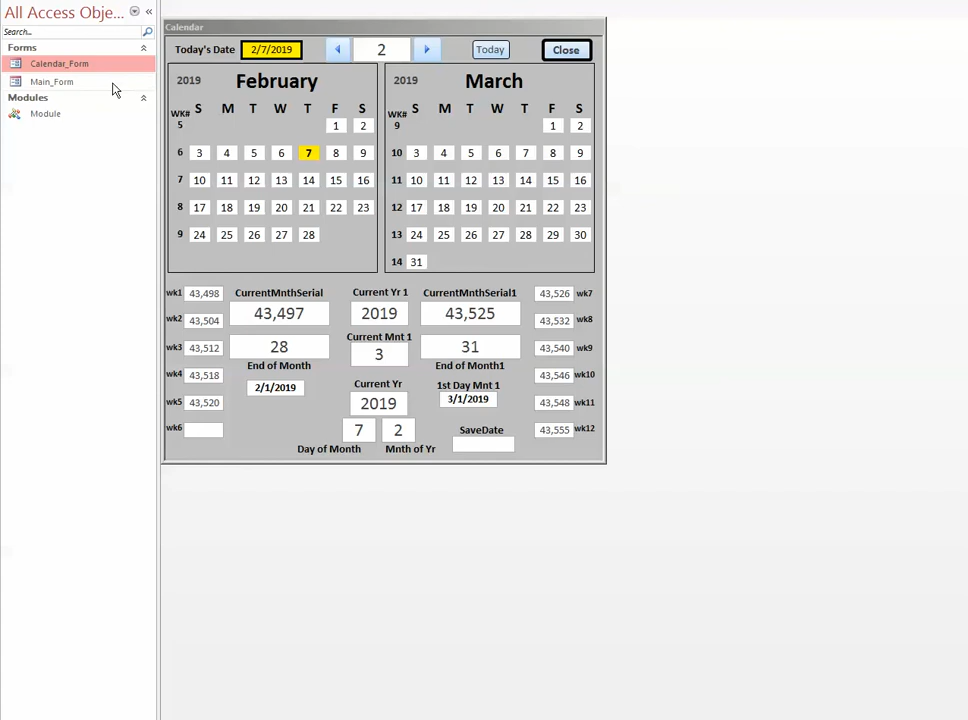 All Access Obje...
Search...
Forms
Calendar_Form
Main_Form
Modules
Module
Calendar
Today's Date 2/7/2019 2 Today Close
2019 February
WK# S M T W T F S
5 1 2
6 3 4 5 6 7 8 9
7 10 11 12 13 14 15 16
8 17 18 19 20 21 22 23
9 24 25 26 27 28
2019 March
WK# S M T W T F S
9 1 2
10 3 4 5 6 7 8 9
11 10 11 12 13 14 15 16
12 17 18 19 20 21 22 23
13 24 25 26 27 28 29 30
14 31
wk1 43,498 CurrentMnthSerial Current Yr 1 CurrentMnthSerial1 43,526 wk7
43,497 2019 43,525
wk2 43,504 43,532 wk8
Current Mnt 1
wk3 43,512 28 3 31 43,540 wk9
End of Month End of Month1
wk4 43,518 2/1/2019 Current Yr 1st Day Mnt 1 43,546 wk10
wk5 43,520 2019 3/1/2019 43,548 wk11
wk6 7 2 SaveDate 43,555 wk12
Day of Month Mnth of Yr